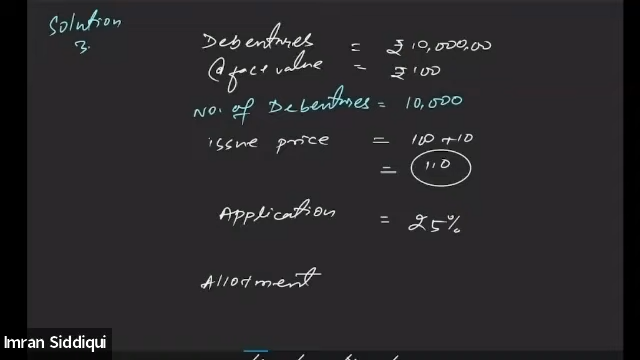 Solution
3.
Debentures = ₹10,000,00
@face value = ₹100
No. of Debentures = 10,000
issue price = 100 +10
= 110
Application = 25%
Allotment
Imran Siddiqui